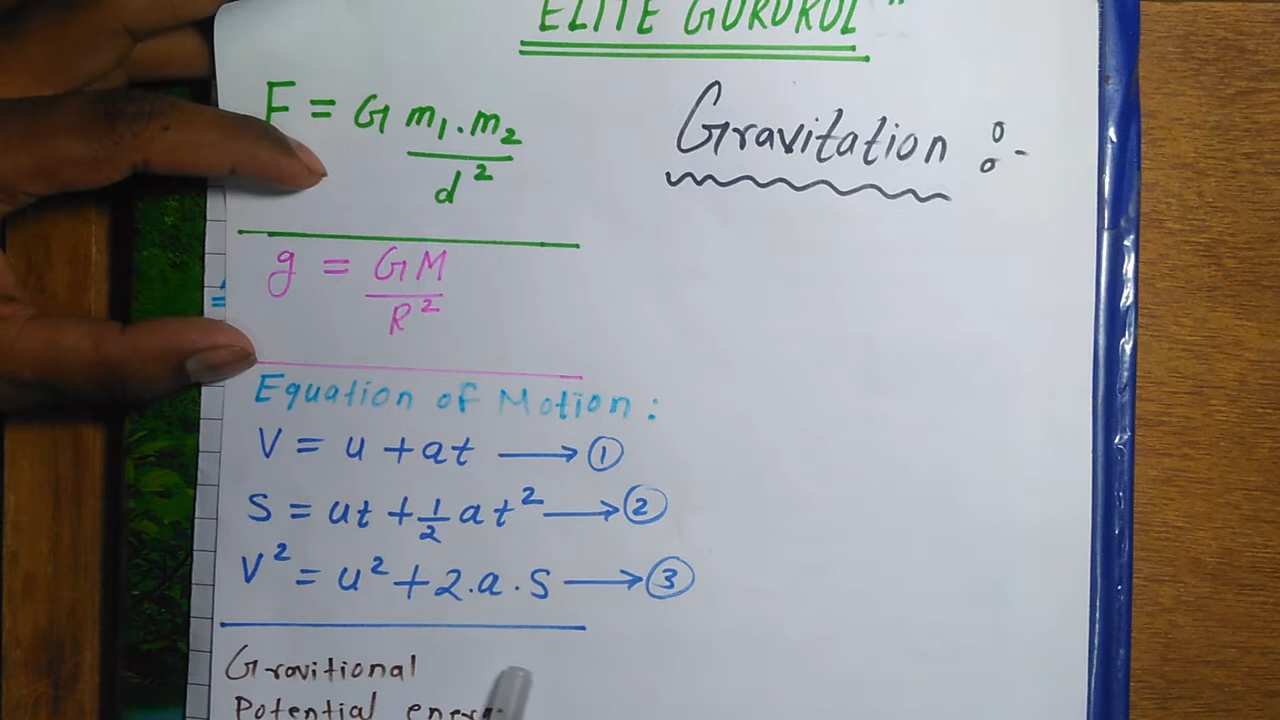 ELITE GURUKUL "
Gravitation :-
F = G m₁.m₂ / d²
g = GM / R²
Equation of Motion :
V = u + at → ①
S = ut + ½ at² → ②
V² = u² + 2.a.S → ③
Gravitional
Potential energy